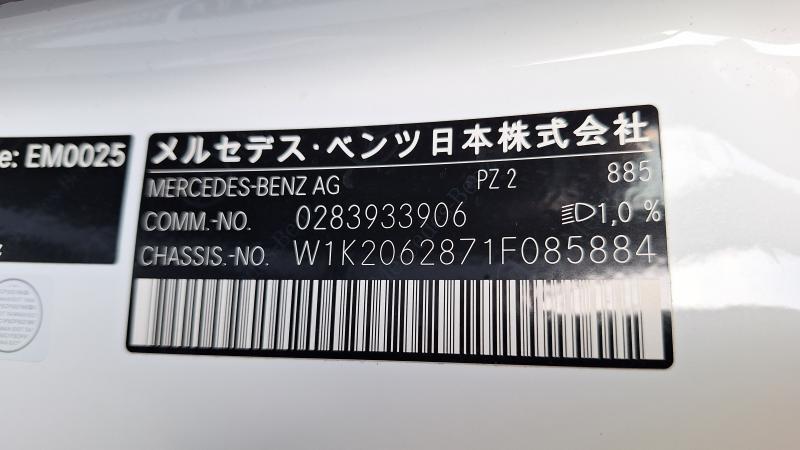 e: EM0025
メルセデス・ベンツ日本株式会社
MERCEDES-BENZ AG PZ 2 885
COMM.-NO. 0283933906 1,0 %
CHASSIS.-NO. W1K2062871F085884